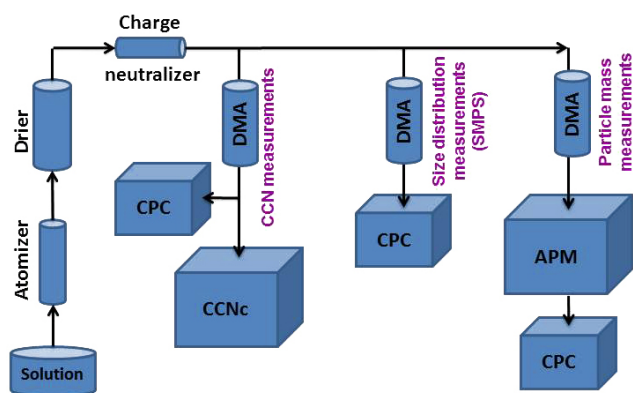 Charge
neutralizer
Drier
Atomizer
Solution
DMA
CCN measurements
CPC
CCNc
DMA
Size distribution
measurements
(SMPS)
CPC
DMA
Particle mass
measurements
APM
CPC